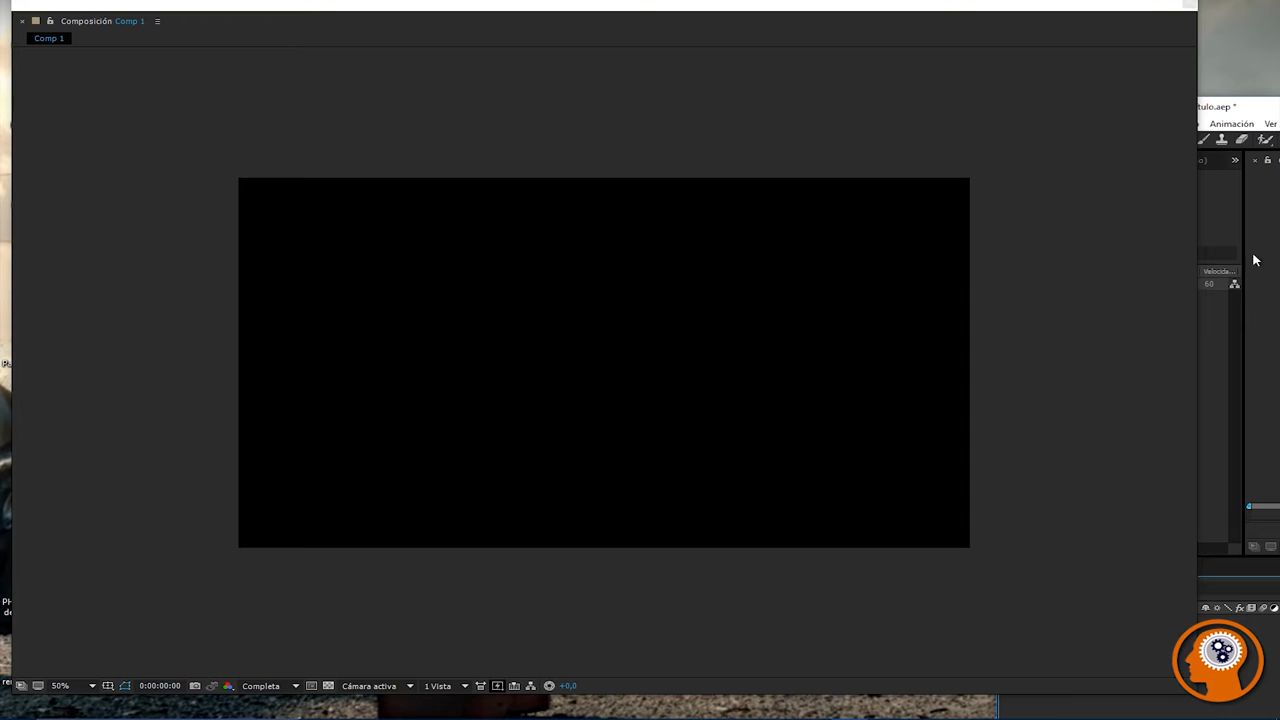 Composición Comp 1
Comp 1
tulo.aep *
Animación Ver
Velocida...
60
50%
0:00:00:00
Completa
Cámara activa
1 Vista
+0,0